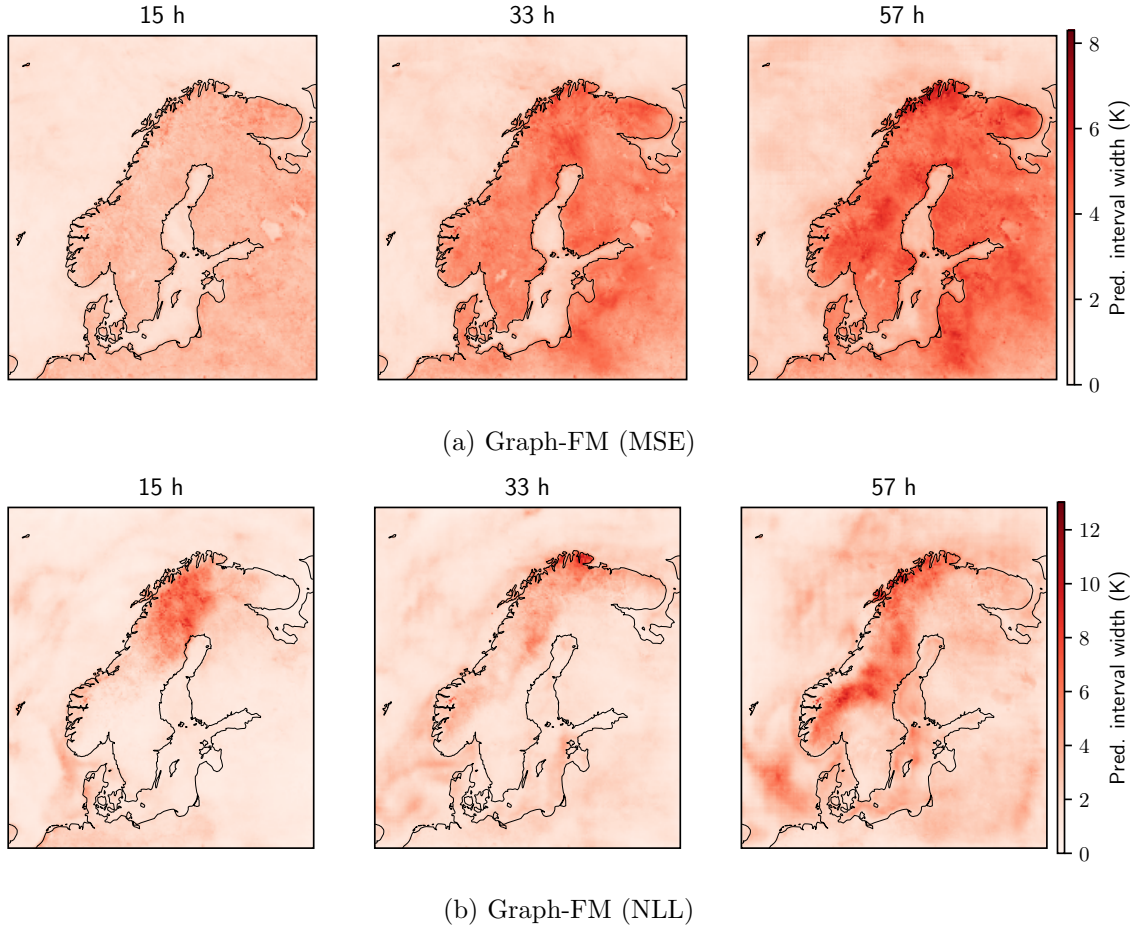 15 h
33 h
57 h
8
6
4
2
0
Pred. interval width (K)
(a) Graph-FM (MSE)
15 h
33 h
57 h
12
10
8
6
4
2
0
Pred. interval width (K)
(b) Graph-FM (NLL)